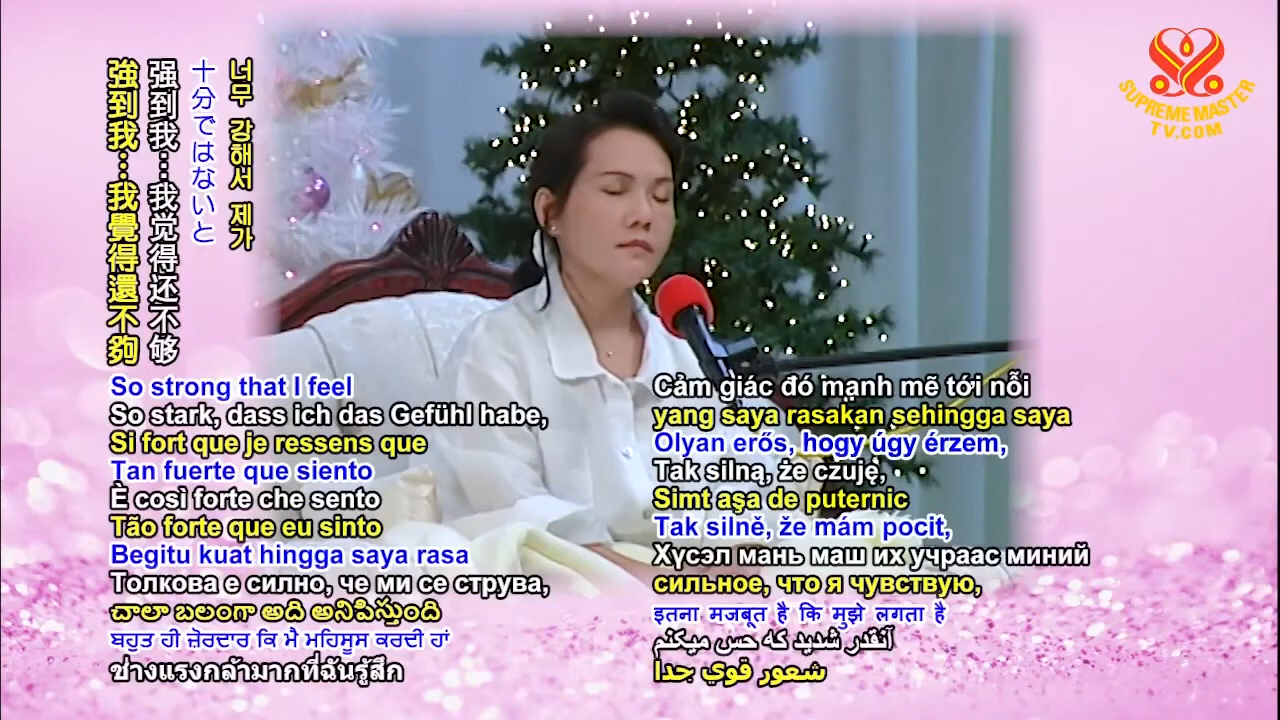 強到我…我覺得還不夠
强到我…我觉得还不够
十分ではないと
너무 강해서 제가
SUPREME MASTER
TV.COM
So strong that I feel
So stark, dass ich das Gefühl habe,
Si fort que je ressens que
Tan fuerte que siento
È così forte che sento
Tão forte que eu sinto
Begitu kuat hingga saya rasa
Толкова е силно, че ми се струва,
చాలా బలంగా అది అనిపిస్తుంది
ਬਹੁਤ ਹੀ ਜ਼ੋਰਦਾਰ ਕਿ ਮੈ ਮਹਿਸੂਸ ਕਰਦੀ ਹਾਂ
ช่างแรงกล้ามากที่ฉันรู้สึก
Cảm giác đó mạnh mẽ tới nỗi
yang saya rasakan sehingga saya
Olyan erős, hogy úgy érzem,
Tak silną, że czuję,
Simt aşa de puternic
Tak silně, že mám pocit,
Хүсэл мань маш их учраас миний
сильное, что я чувствую,
इतना मजबूत है कि मुझे लगता है
آنقدر شدید که حس میکنم
شعور قوي جدا